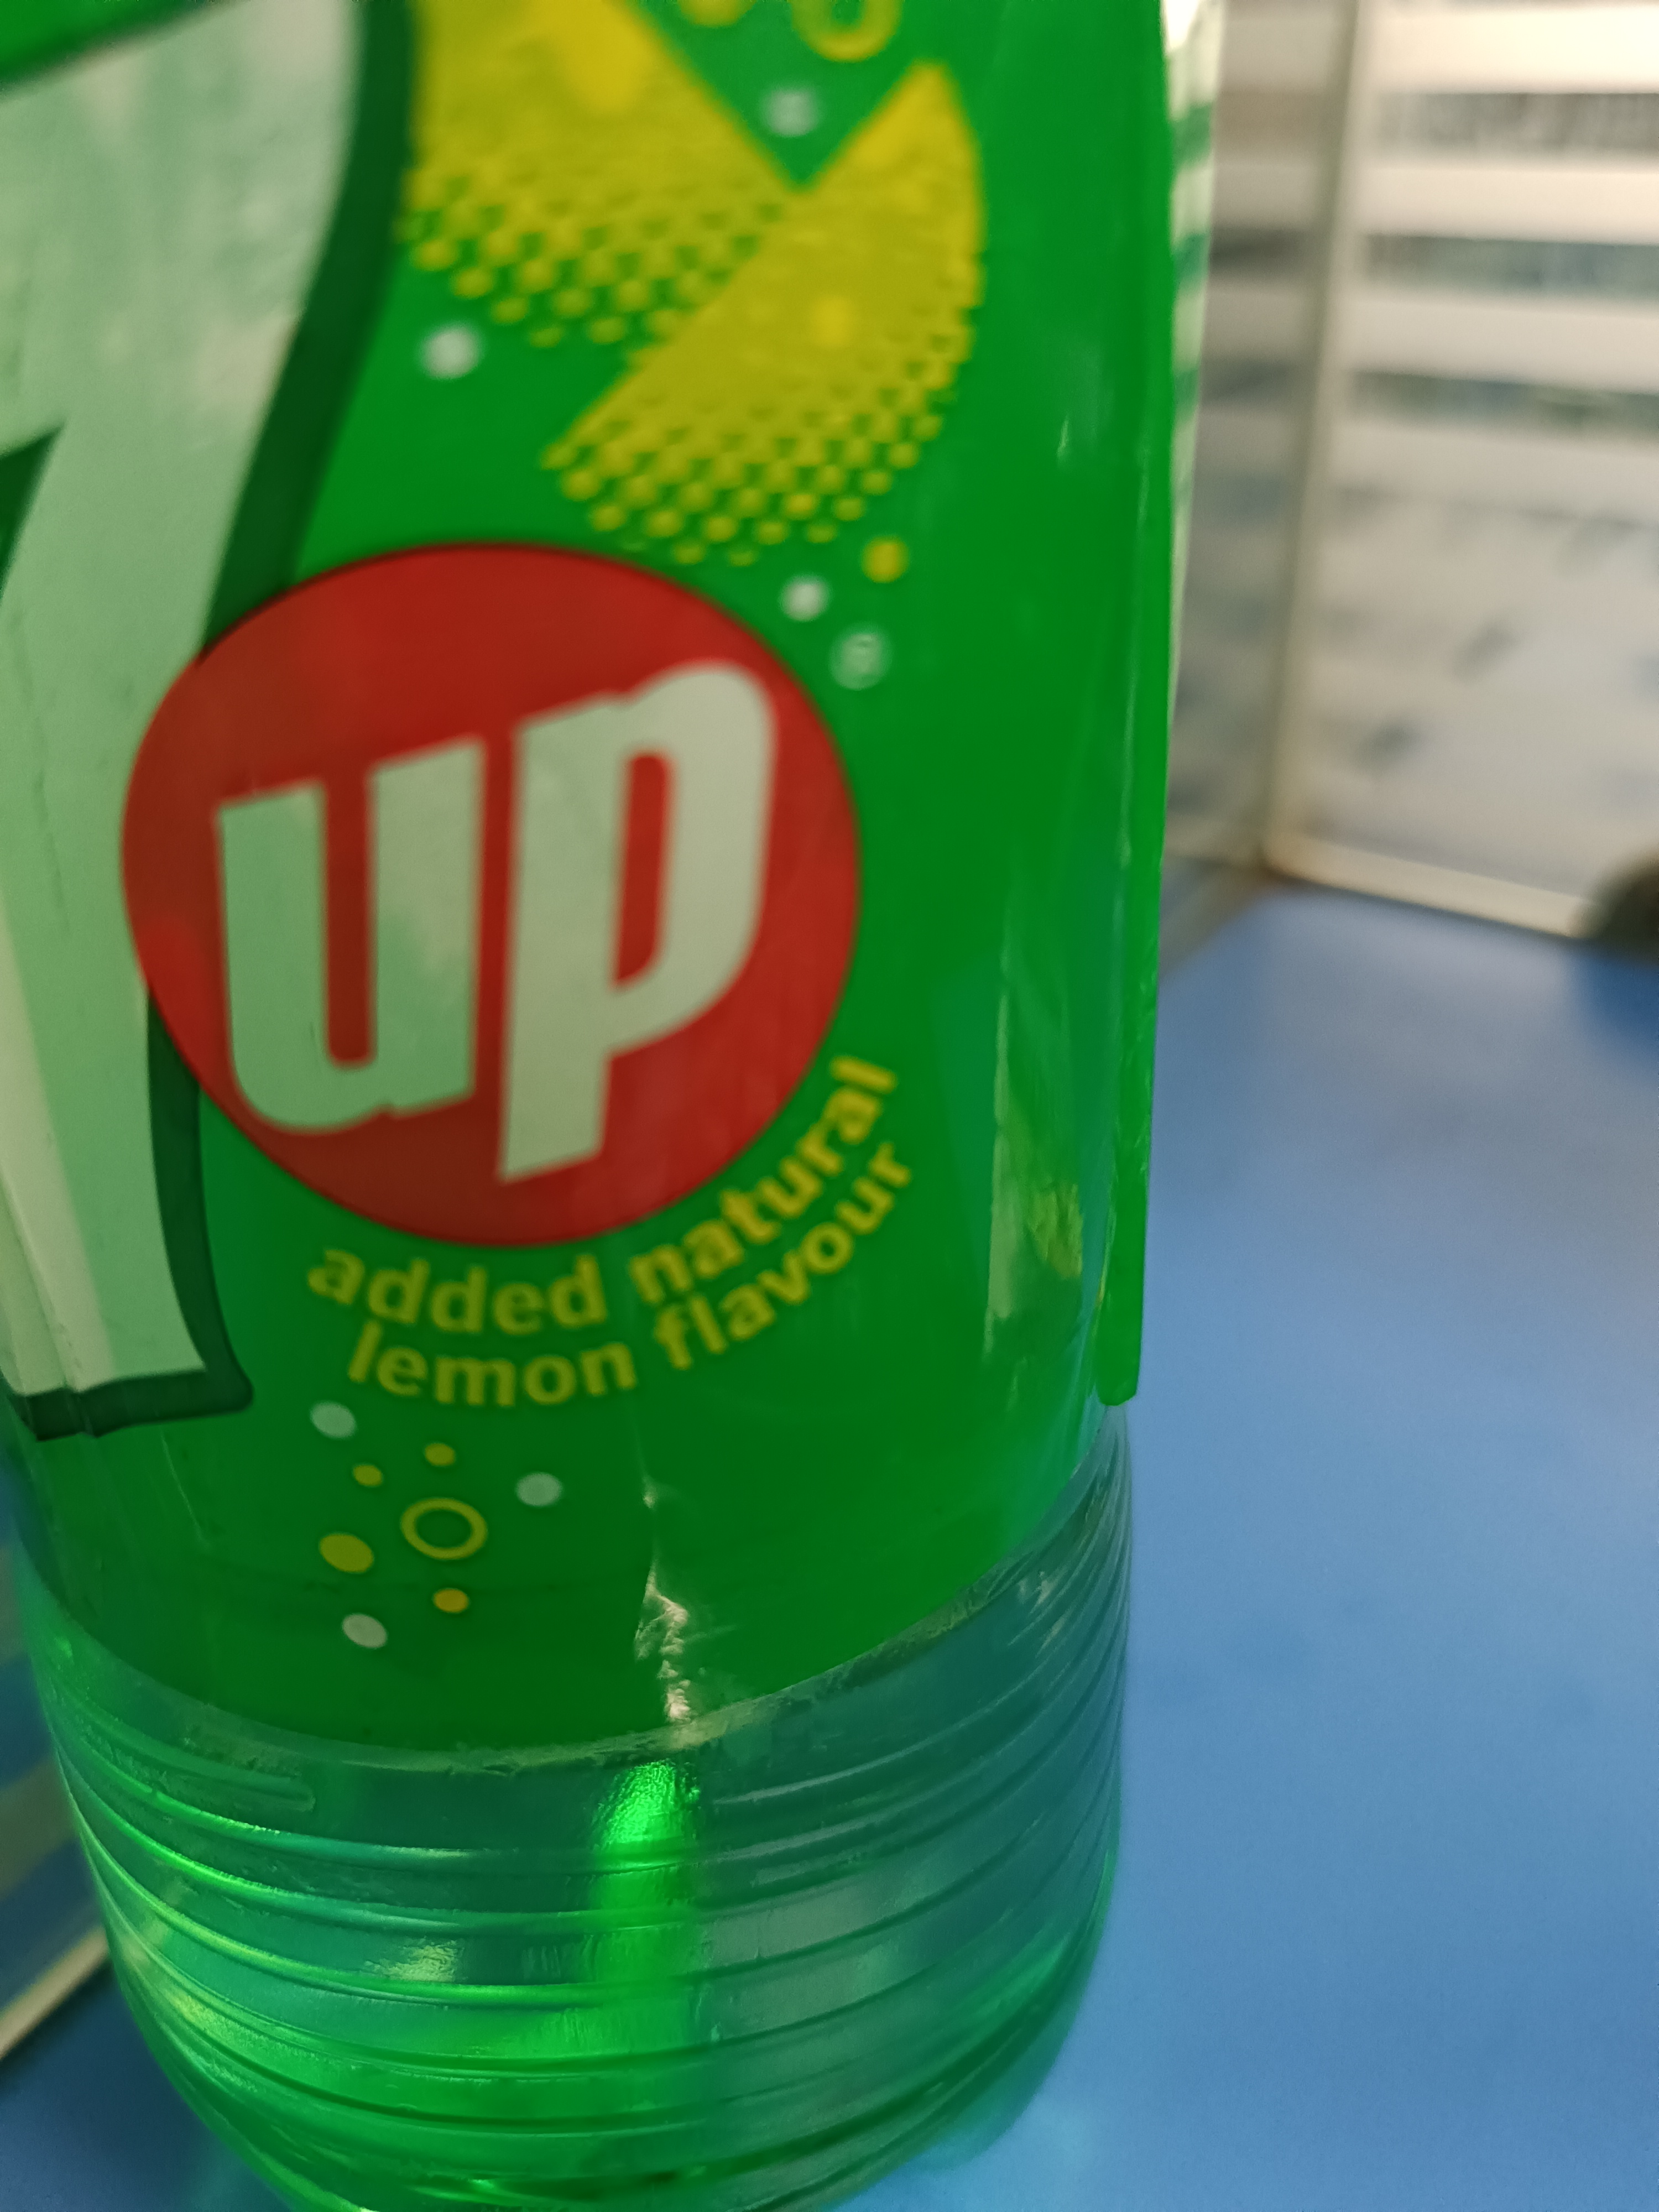 7
up
added natural
lemon flavour